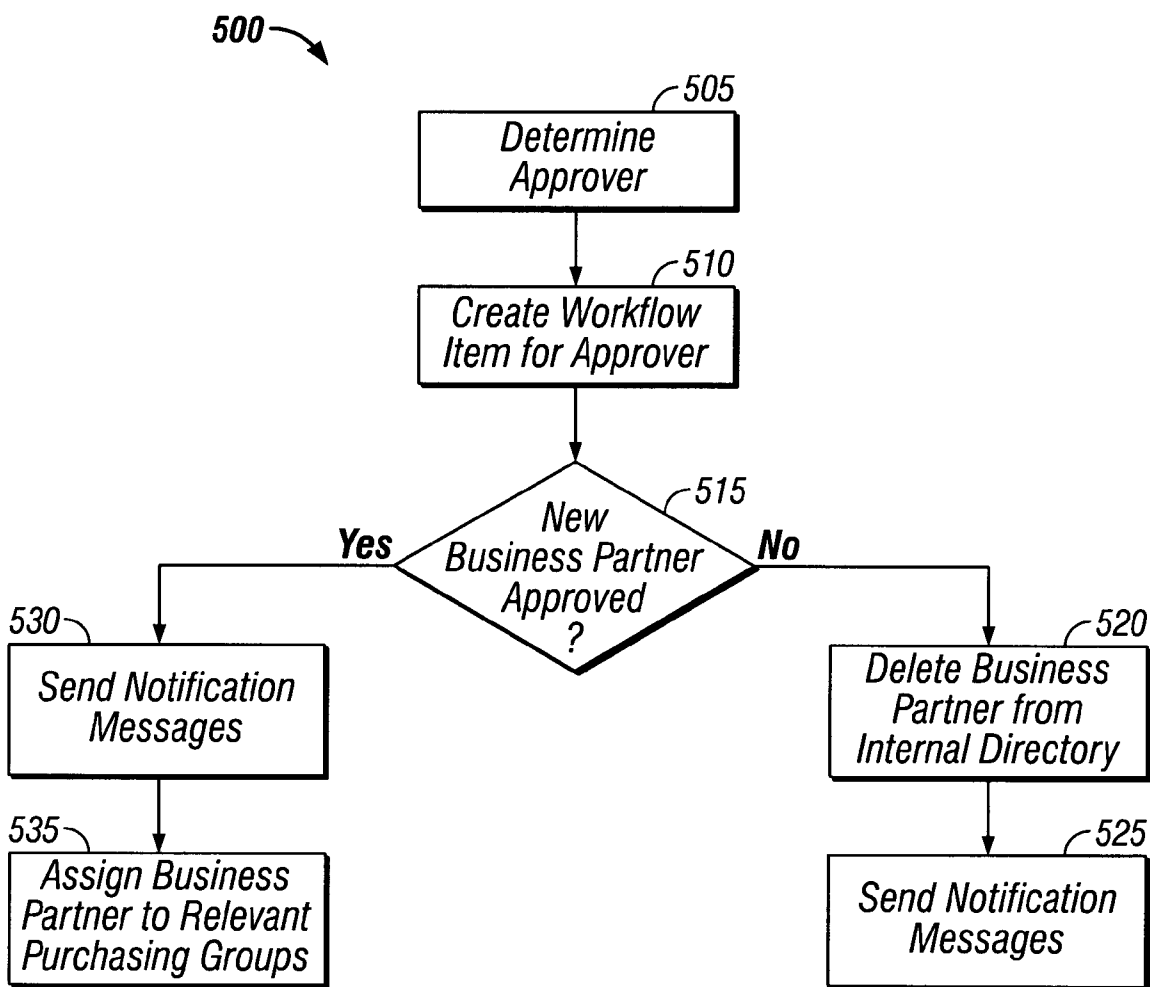 500
505
Determine
Approver
510
Create Workflow
Item for Approver
515
New
Business Partner
Approved
?
Yes
No
530
Send Notification
Messages
520
Delete Business
Partner from
Internal Directory
535
Assign Business
Partner to Relevant
Purchasing Groups
525
Send Notification
Messages